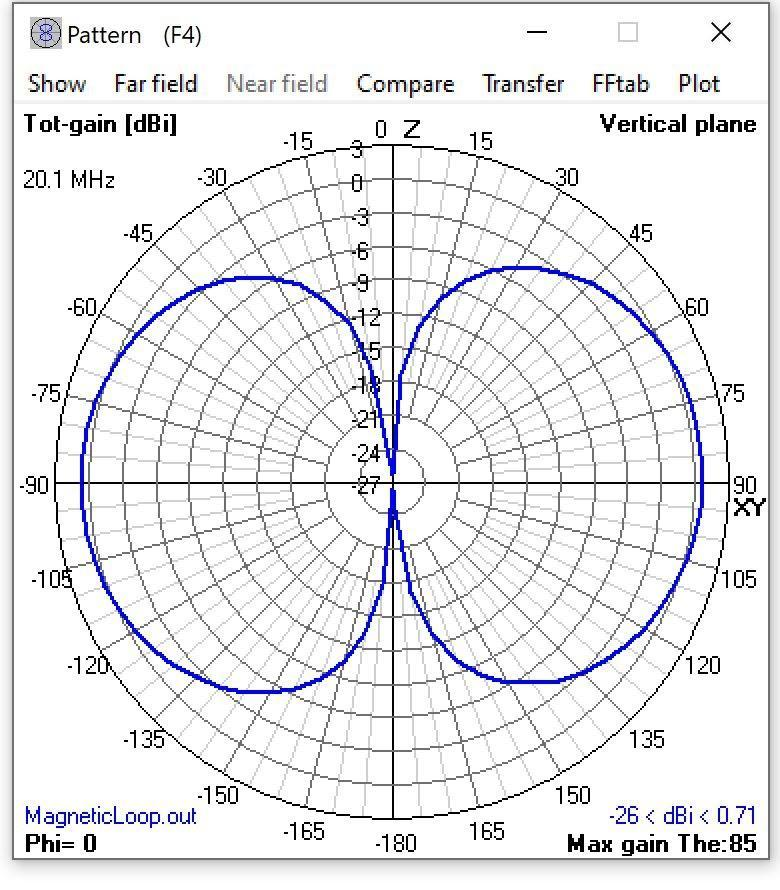 Pattern (F4)
Show Far field Near field Compare Transfer FFtab Plot
Tot-gain [dBi] Vertical plane
20.1 MHz
0 Z
-15 15
-30 30
-45 45
-60 60
-75 75
-90 90
XY
-105 105
-120 120
-135 135
-150 150
-165 165
-180
3
0
-3
-6
-9
-12
-15
-18
-21
-24
-27
MagneticLoop.out -26 < dBi < 0.71
Phi= 0 Max gain The:85